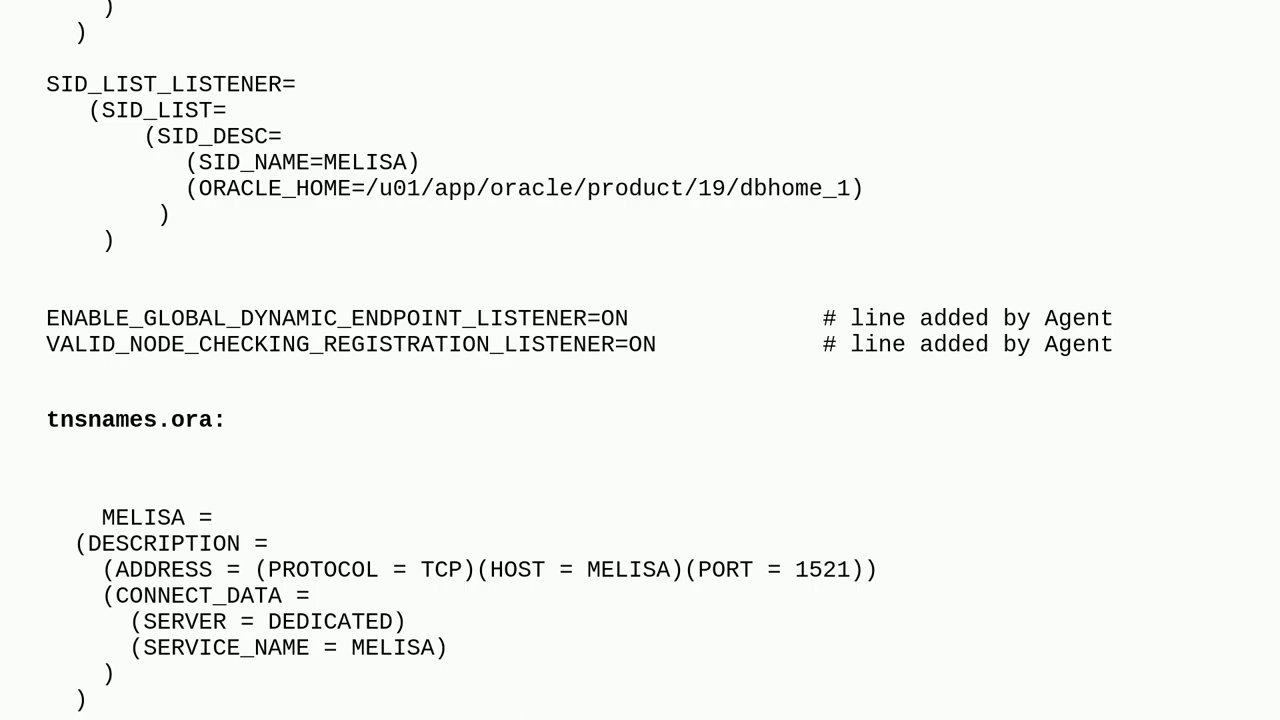 )
)
SID_LIST_LISTENER=
(SID_LIST=
(SID_DESC=
(SID_NAME=MELISA)
(ORACLE_HOME=/u01/app/oracle/product/19/dbhome_1)
)
)
ENABLE_GLOBAL_DYNAMIC_ENDPOINT_LISTENER=ON # line added by Agent
VALID_NODE_CHECKING_REGISTRATION_LISTENER=ON # line added by Agent
tnsnames.ora:
MELISA =
(DESCRIPTION =
(ADDRESS = (PROTOCOL = TCP)(HOST = MELISA)(PORT = 1521))
(CONNECT_DATA =
(SERVER = DEDICATED)
(SERVICE_NAME = MELISA)
)
)